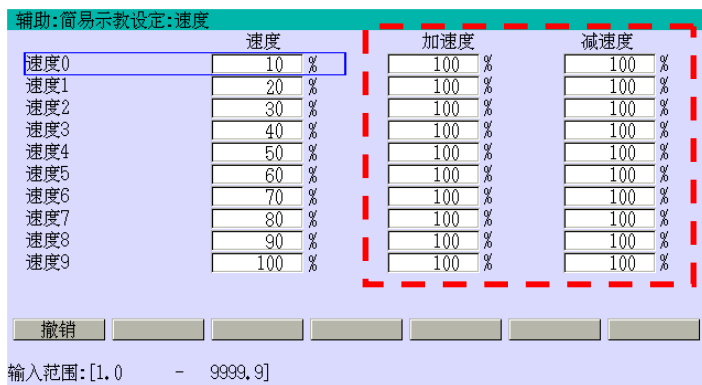 辅助:简易示教设定:速度
速度 加速度 减速度
速度0 10 % 100 % 100 %
速度1 20 % 100 % 100 %
速度2 30 % 100 % 100 %
速度3 40 % 100 % 100 %
速度4 50 % 100 % 100 %
速度5 60 % 100 % 100 %
速度6 70 % 100 % 100 %
速度7 80 % 100 % 100 %
速度8 90 % 100 % 100 %
速度9 100 % 100 % 100 %
撤销
输入范围:[1.0 - 9999.9]